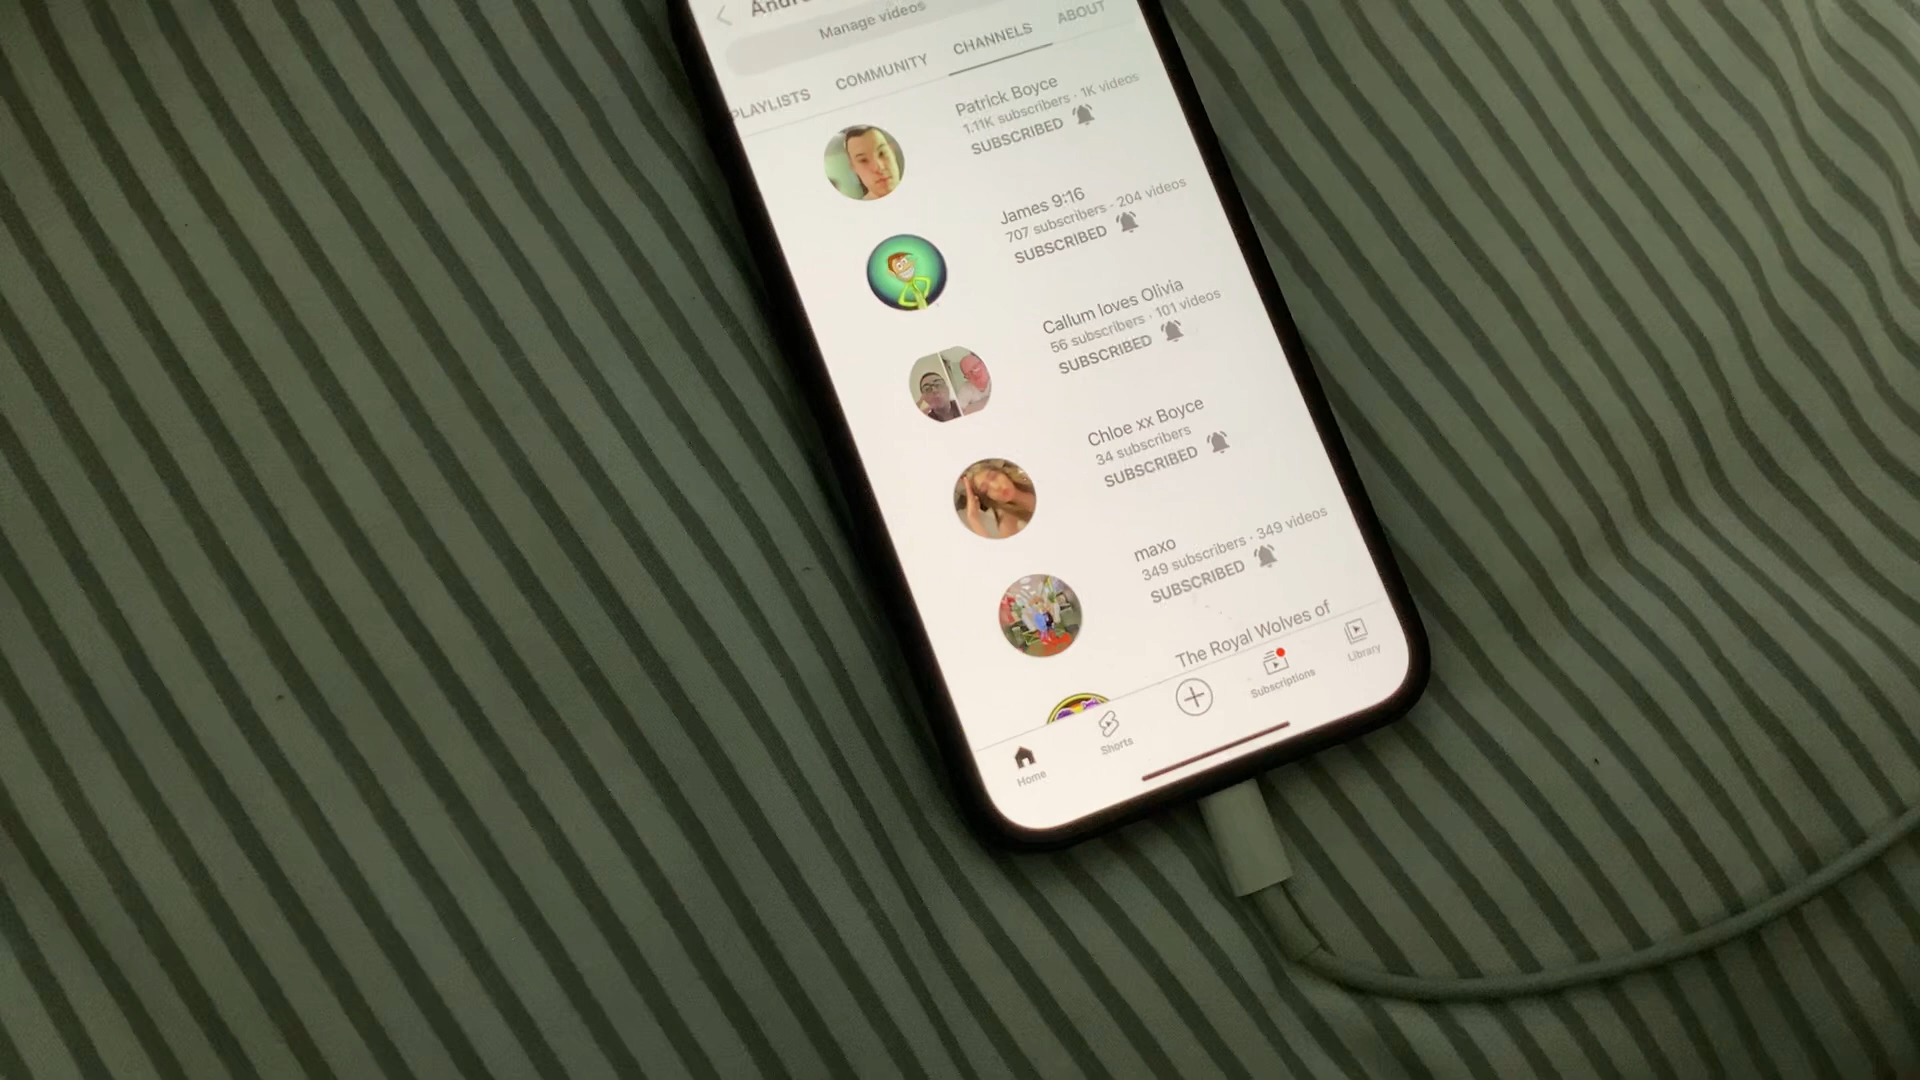 Manage videos
PLAYLISTS COMMUNITY CHANNELS ABOUT
Patrick Boyce
1.11K subscribers · 1K videos
SUBSCRIBED
James 9:16
707 subscribers · 204 videos
SUBSCRIBED
Callum loves Olivia
56 subscribers · 101 videos
SUBSCRIBED
Chloe xx Boyce
34 subscribers
SUBSCRIBED
maxo
349 subscribers · 349 videos
SUBSCRIBED
The Royal Wolves of
Home Shorts Subscriptions Library